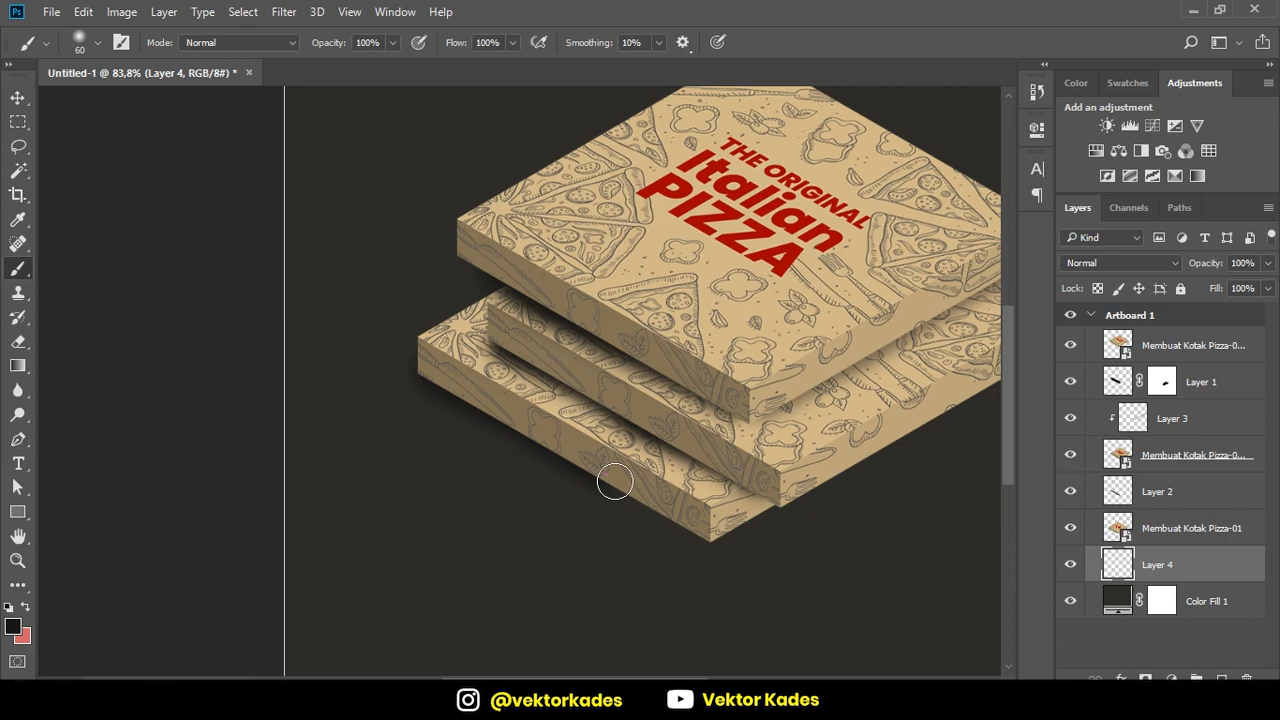 Ps File Edit Image Layer Type Select Filter 3D View Window Help
60 Mode: Normal Opacity: 100% Flow: 100% Smoothing: 10%
Untitled-1 @ 83,8% (Layer 4, RGB/8#) * ×
Color Swatches Adjustments
Add an adjustment
Layers Channels Paths
Kind
Normal Opacity: 100%
Lock: Fill: 100%
Artboard 1
Membuat Kotak Pizza-0...
Layer 1
Layer 3
Membuat Kotak Pizza-0...
Layer 2
Membuat Kotak Pizza-01
Layer 4
Color Fill 1
THE ORIGINAL
Italian
PIZZA
@vektorkades Vektor Kades